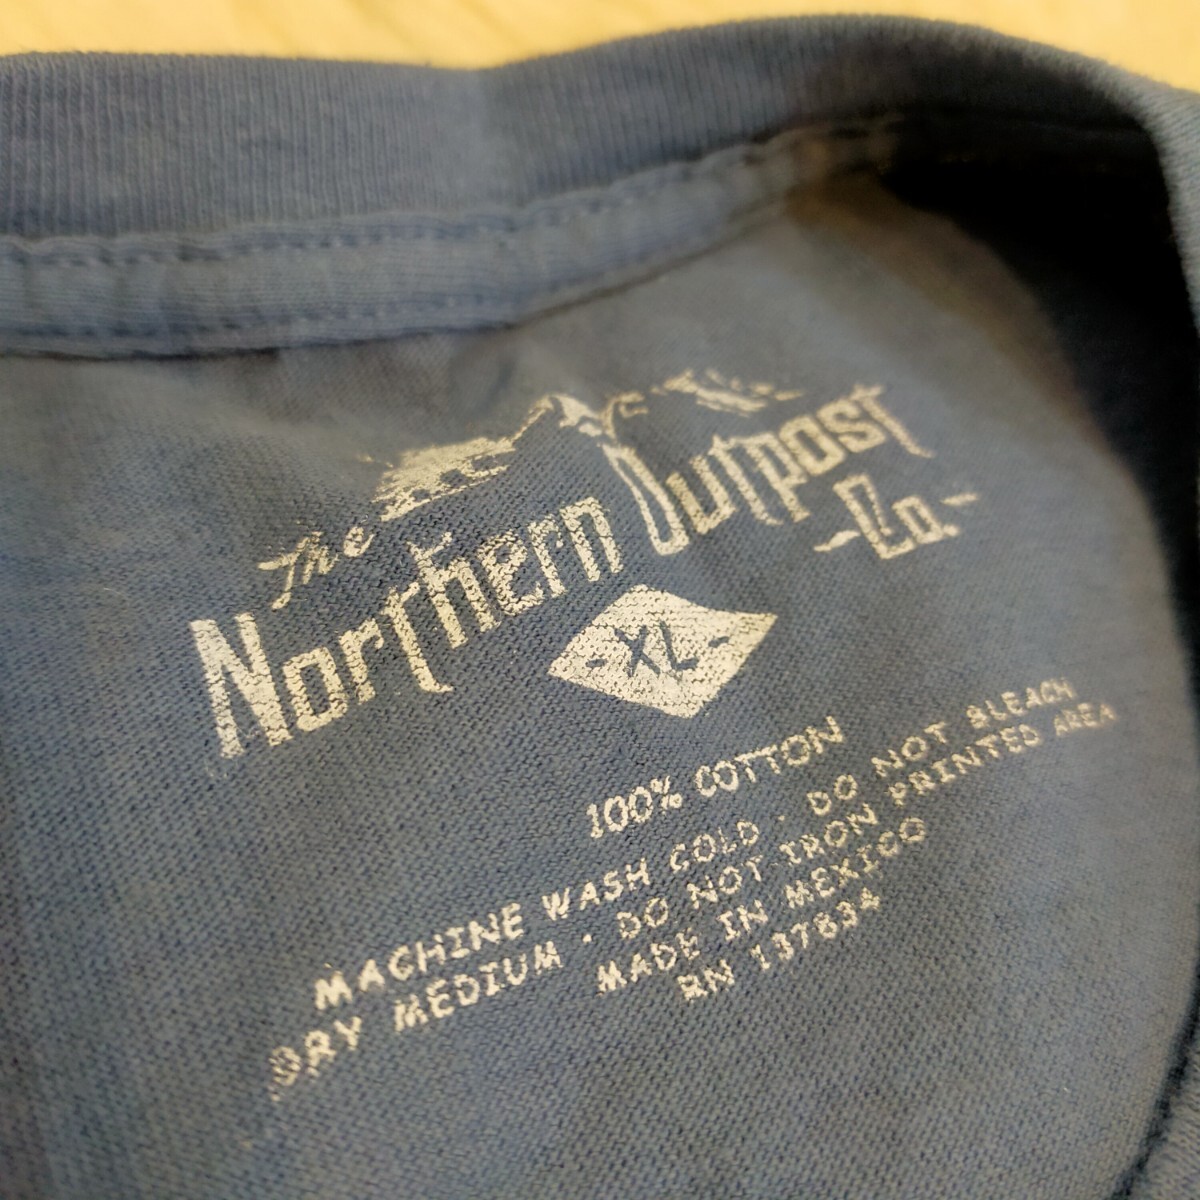 The
Northern Outpost
-Co.-
-XL-
100% COTTON
MACHINE WASH COLD · DO NOT BLEACH
DRY MEDIUM · DO NOT IRON PRINTED AREA
MADE IN MEXICO
RN 137634